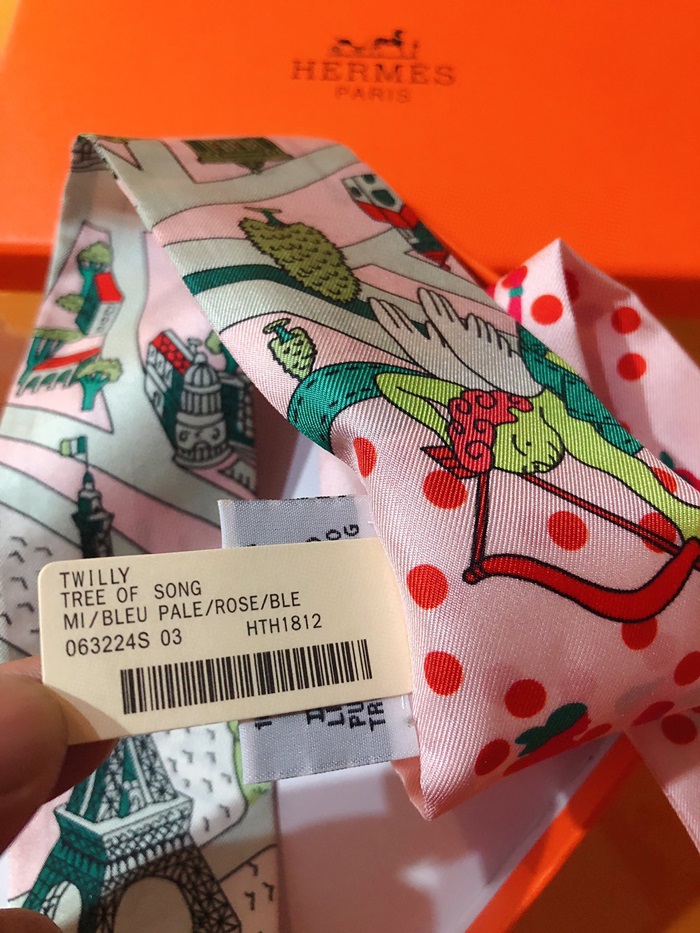 HERMÈS
PARIS
TWILLY
TREE OF SONG
MI/BLEU PALE/ROSE/BLE
063224S 03 HTH1812